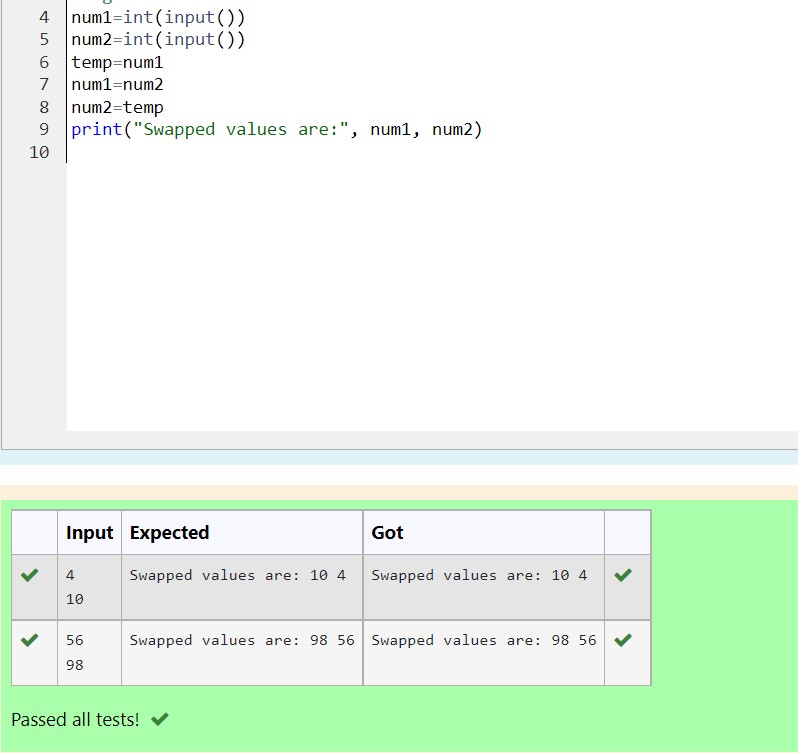 4 num1=int(input())
5 num2=int(input())
6 temp=num1
7 num1=num2
8 num2=temp
9 print("Swapped values are:", num1, num2)
10
Input Expected Got
4 Swapped values are: 10 4 Swapped values are: 10 4
10
56 Swapped values are: 98 56 Swapped values are: 98 56
98
Passed all tests!